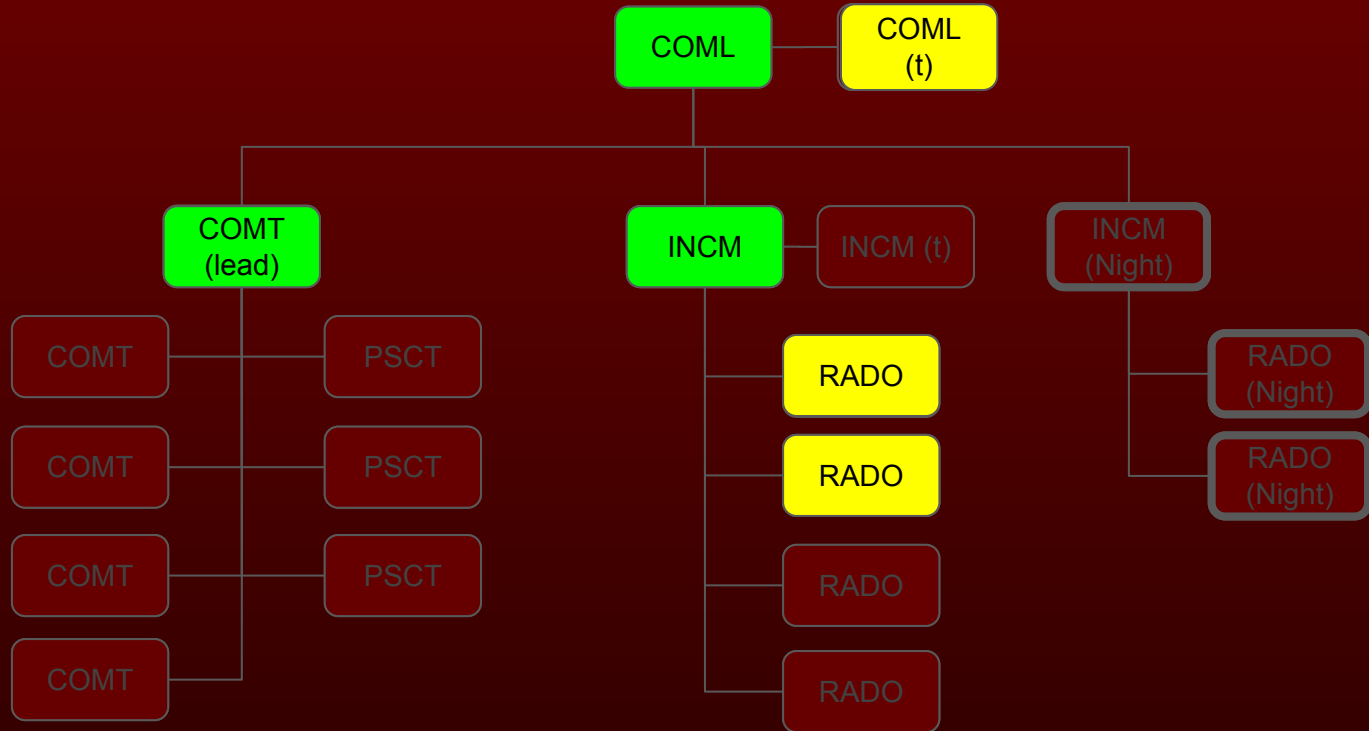 COML
COML
(t)
COMT
(lead)
INCM
INCM (t)
INCM
(Night)
COMT
PSCT
RADO
RADO
(Night)
COMT
PSCT
RADO
RADO
(Night)
COMT
PSCT
RADO
COMT
RADO